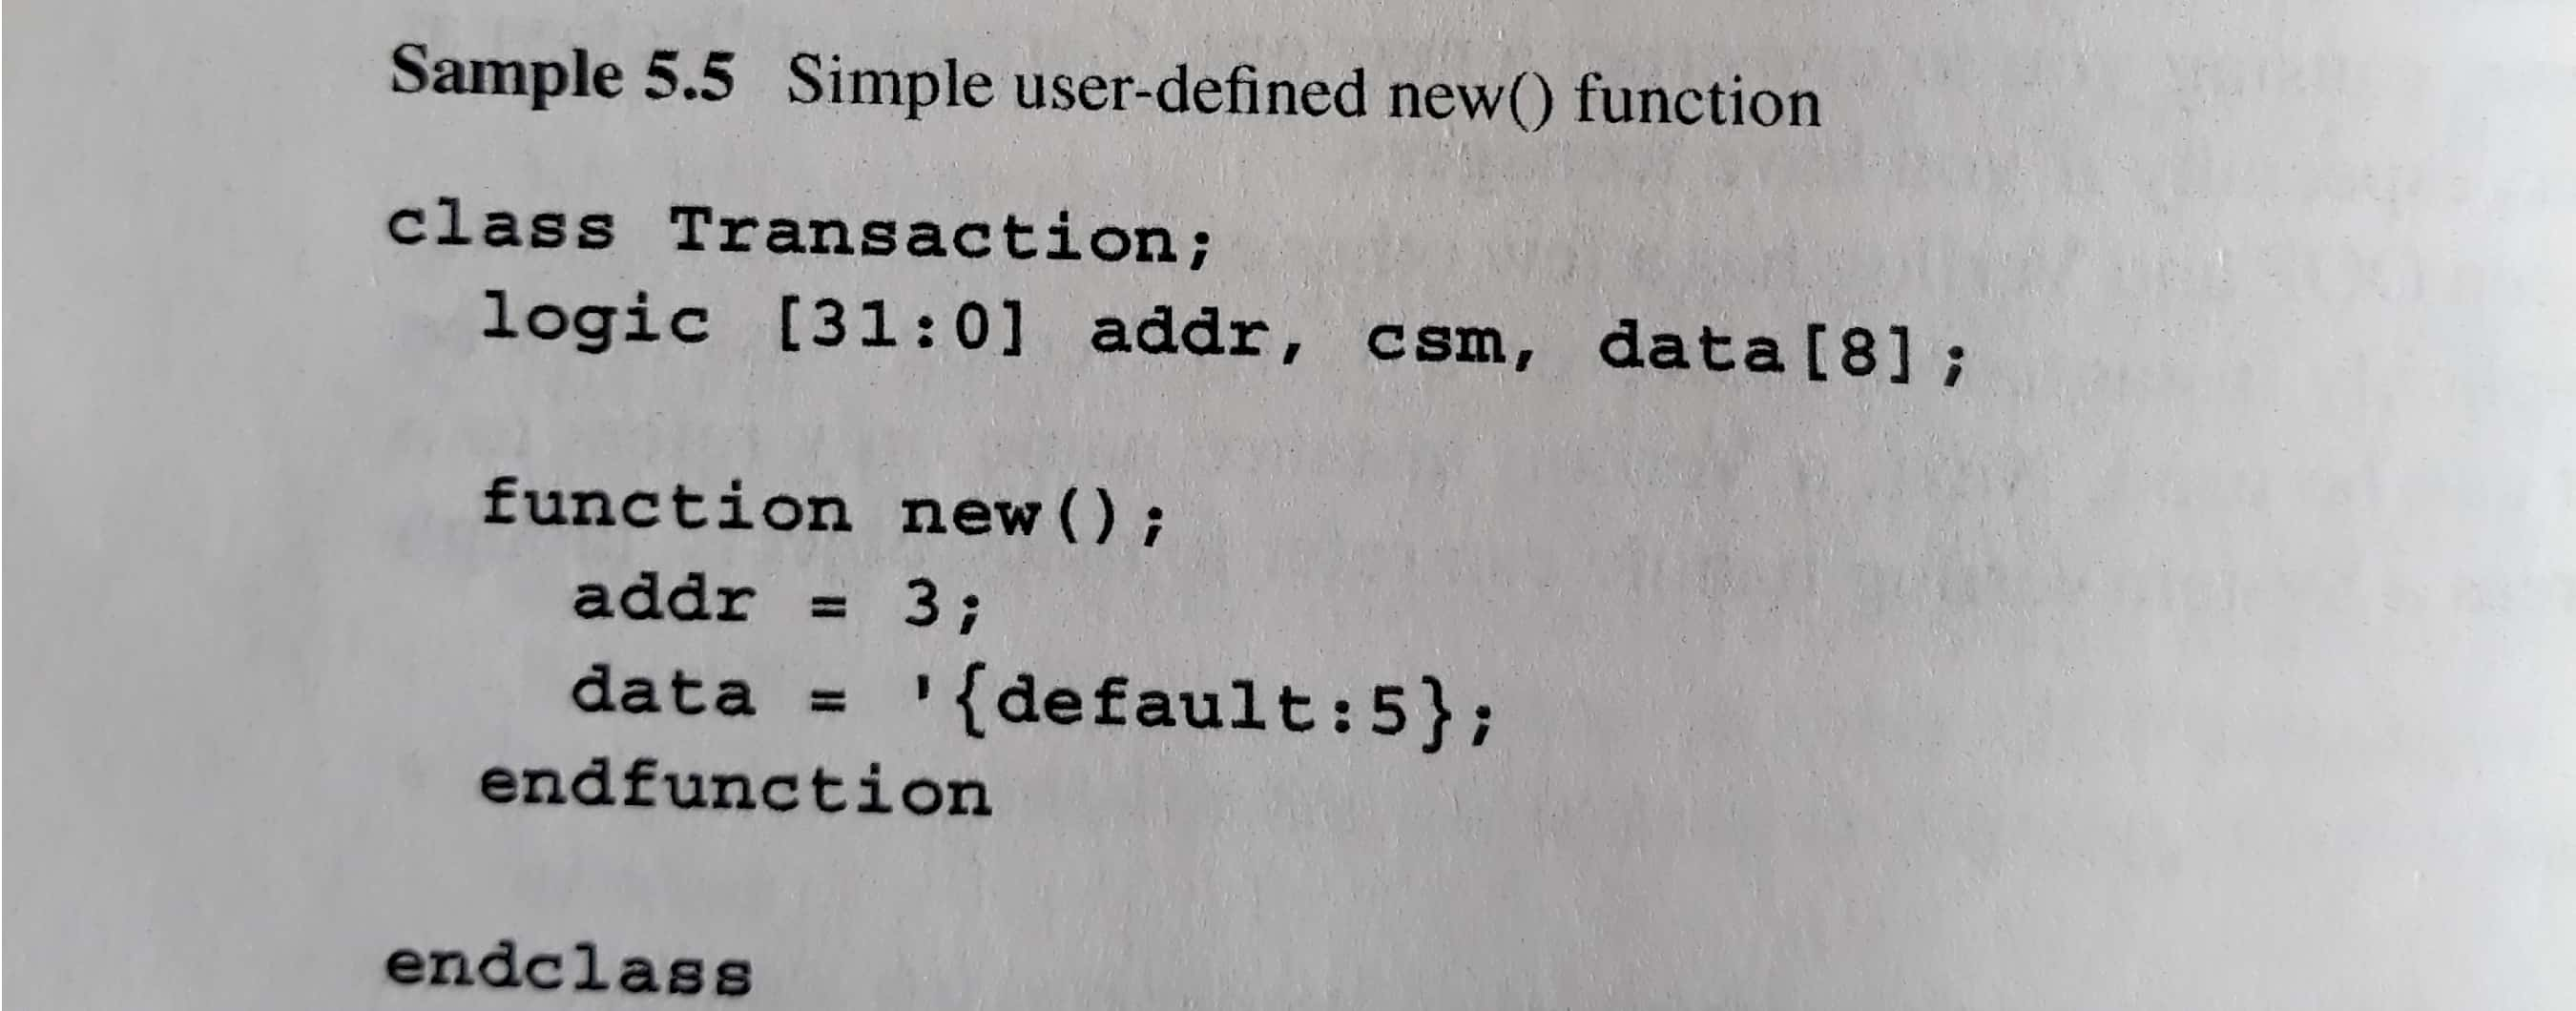 Sample 5.5 Simple user-defined new() function
class Transaction;
logic [31:0] addr, csm, data[8];
function new();
addr = 3;
data = '{default:5};
endfunction
endclass